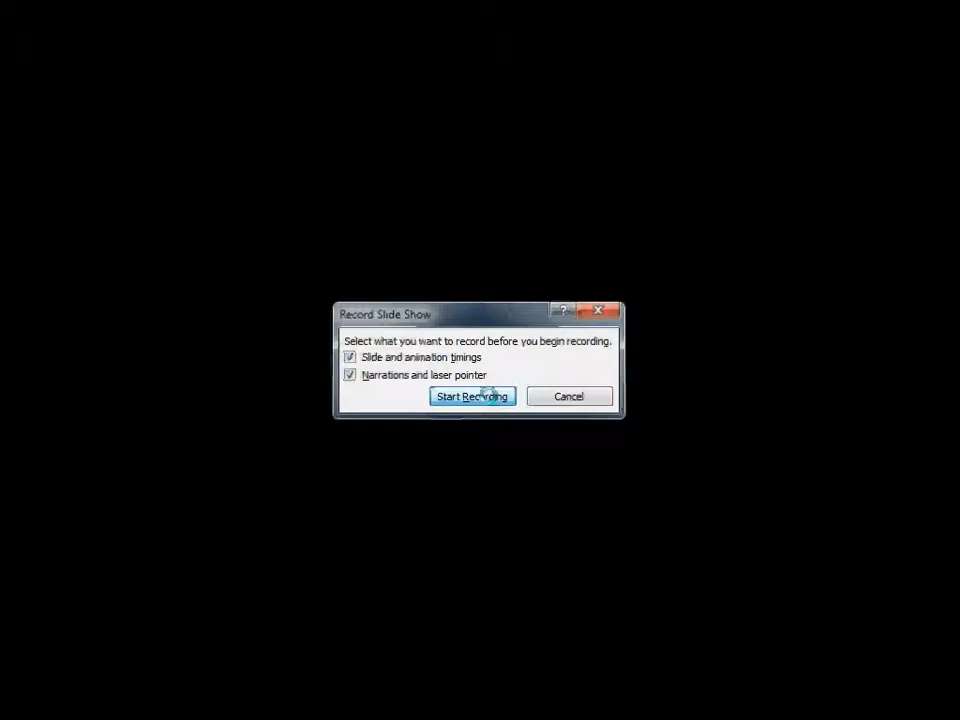 Record Slide Show
?
Select what you want to record before you begin recording.
Slide and animation timings
Narrations and laser pointer
Start Recording
Cancel